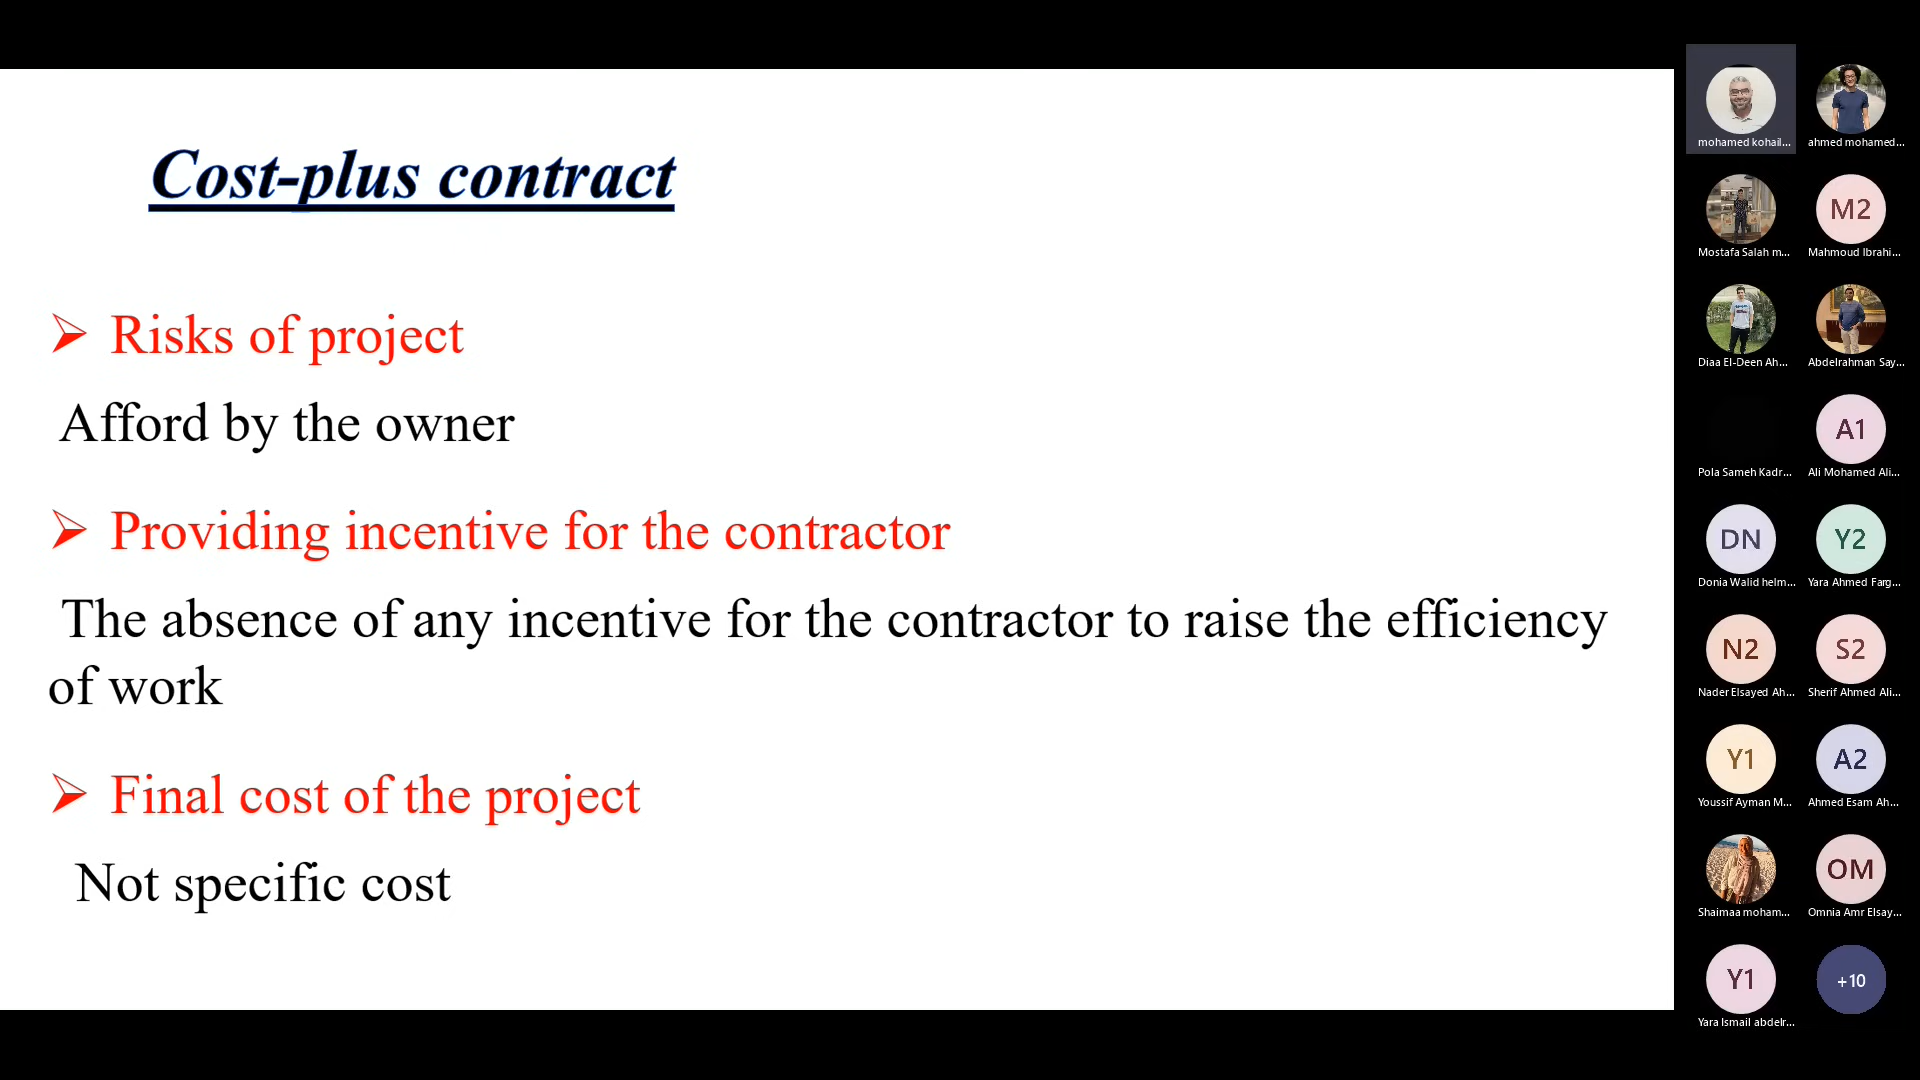 Cost-plus contract
Risks of project
Afford by the owner
Providing incentive for the contractor
The absence of any incentive for the contractor to raise the efficiency
of work
Final cost of the project
Not specific cost
mohamed kohail...
ahmed mohamed...
Mostafa Salah m...
M2
Mahmoud Ibrahi...
Diaa El-Deen Ah...
Abdelrahman Say...
Pola Sameh Kadr...
A1
Ali Mohamed Ali...
DN
Donia Walid helm...
Y2
Yara Ahmed Farg...
N2
Nader Elsayed Ah...
S2
Sherif Ahmed Ali...
Y1
Youssif Ayman M...
A2
Ahmed Esam Ah...
Shaimaa moham...
OM
Omnia Amr Elsay...
Y1
Yara Ismail abdelr...
+10